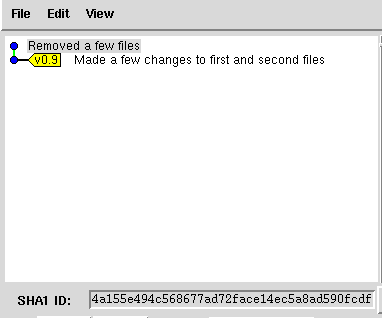 File Edit View
Removed a few files
v0.9 Made a few changes to first and second files
SHA1 ID: 4a155e494c568677ad72face14ec5a8ad590fcdf